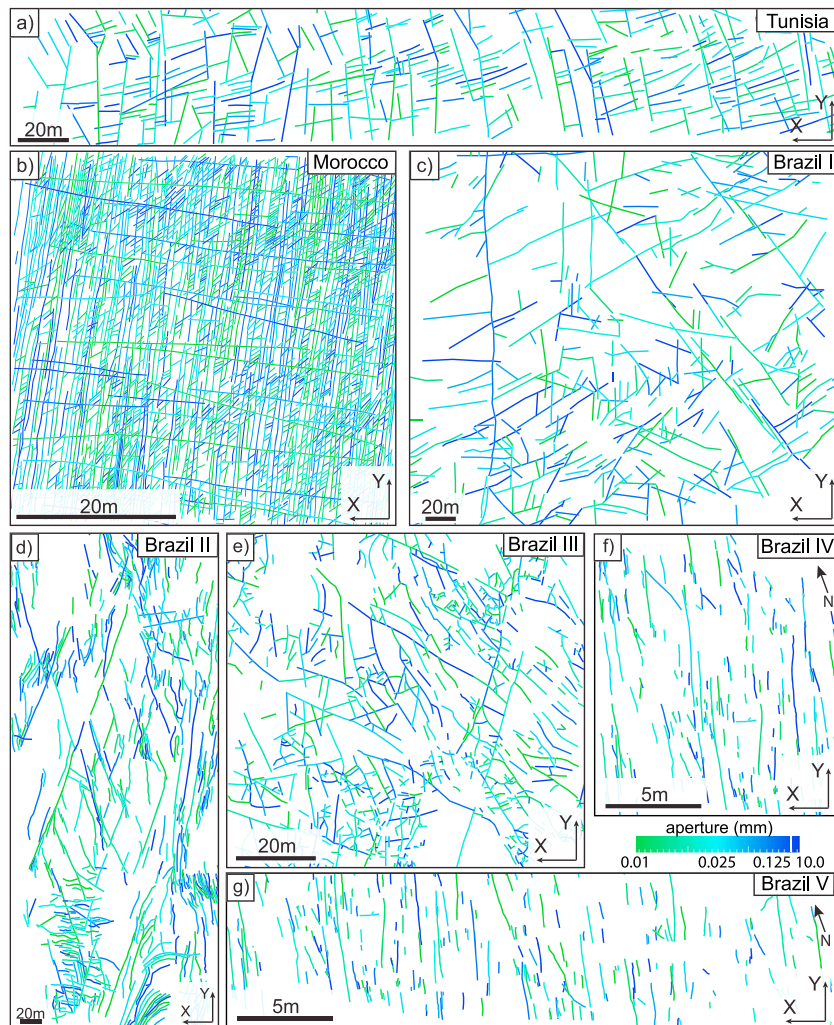 a)
Tunisia
20m
Y
X
b)
Morocco
20m
Y
X
c)
Brazil I
20m
Y
X
d)
Brazil II
20m
Y
X
e)
Brazil III
20m
Y
X
f)
Brazil IV
N
5m
Y
X
aperture (mm)
0.01 0.025 0.125 10.0
g)
Brazil V
N
5m
Y
X